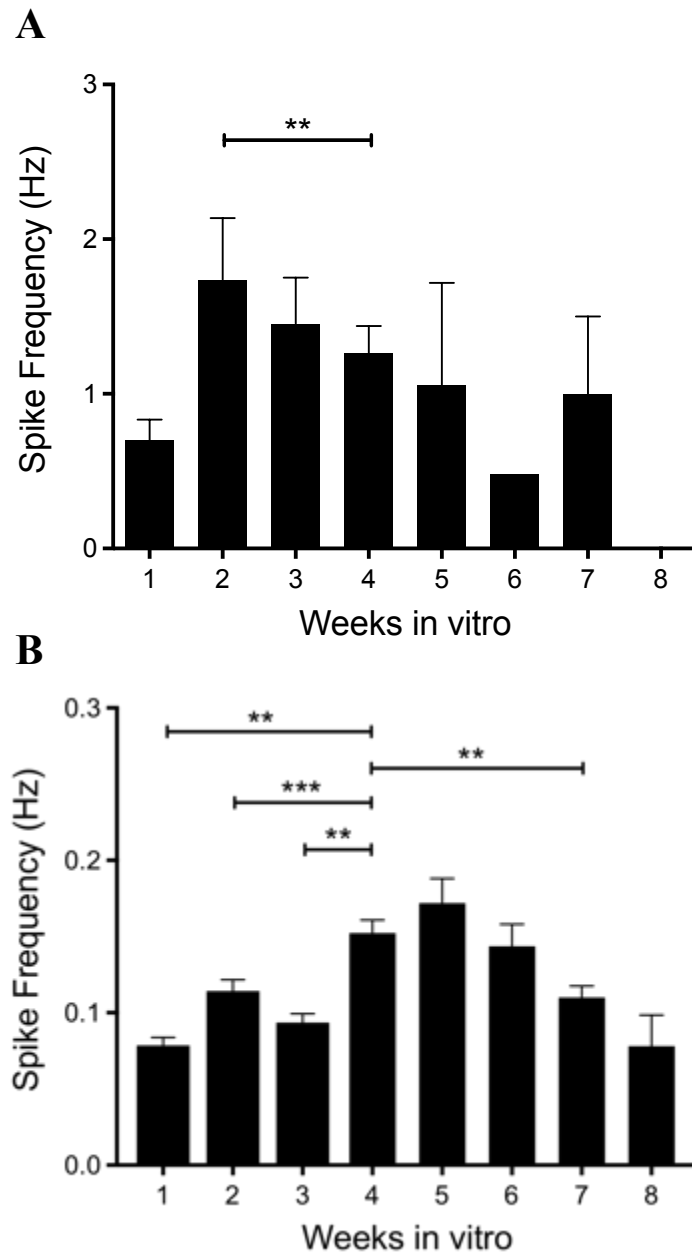 A
3
**
2
1
0
Spike Frequency (Hz)
1 2 3 4 5 6 7 8
Weeks in vitro
B
0.3
**
**
***
**
0.2
0.1
0.0
Spike Frequency (Hz)
1 2 3 4 5 6 7 8
Weeks in vitro